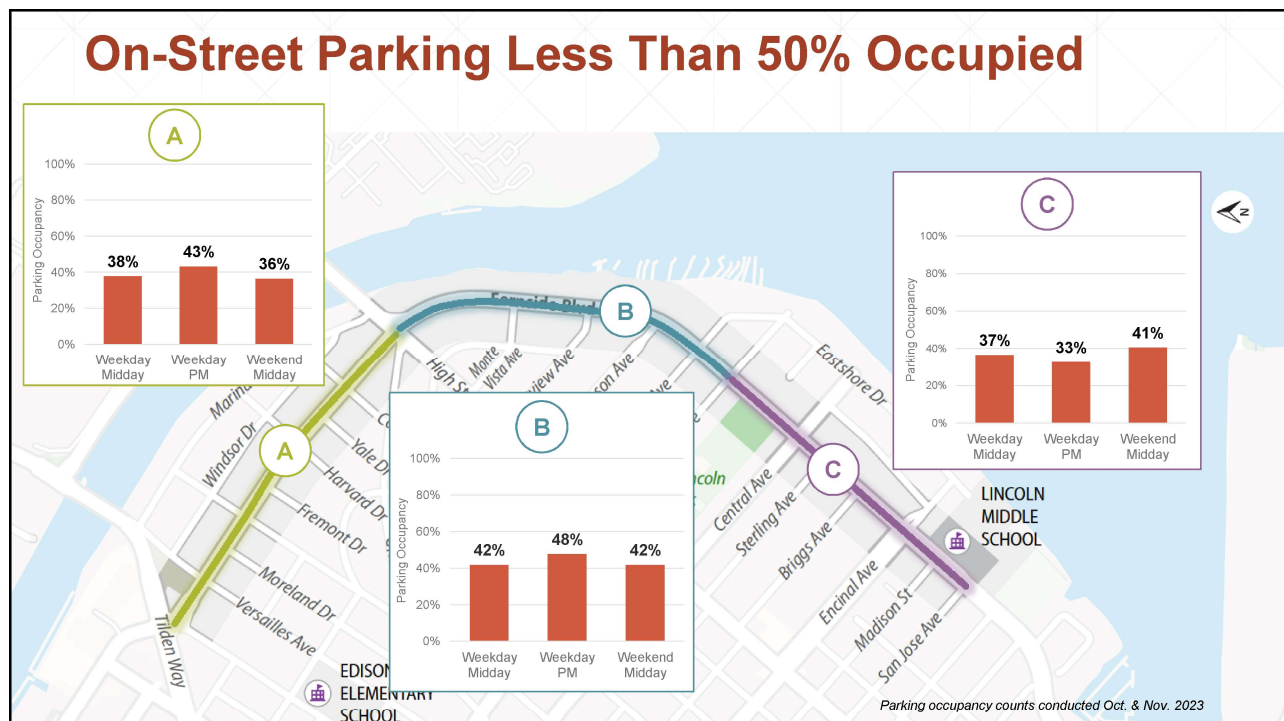 On-Street Parking Less Than 50% Occupied
A
100%
80%
60%
40%
20%
0%
Parking Occupancy
38%
43%
36%
Weekday
Midday
Weekday
PM
Weekend
Midday
B
100%
80%
60%
40%
20%
0%
Parking Occupancy
42%
48%
42%
Weekday
Midday
Weekday
PM
Weekend
Midday
C
100%
80%
60%
40%
20%
0%
Parking Occupancy
37%
33%
41%
Weekday
Midday
Weekday
PM
Weekend
Midday
N
A
B
C
Fernside Blvd
High St
Monte
Vista Ave
Ave
Ave
Windsor Dr
Yale Dr
Harvard Dr
Fremont Dr
Moreland Dr
Versailles Ave
Tilden Way
Eastshore Dr
Central Ave
Sterling Ave
Briggs Ave
Encinal Ave
Madison St
San Jose Ave
LINCOLN
MIDDLE
SCHOOL
EDISON
ELEMENTARY
SCHOOL
Parking occupancy counts conducted Oct. & Nov. 2023